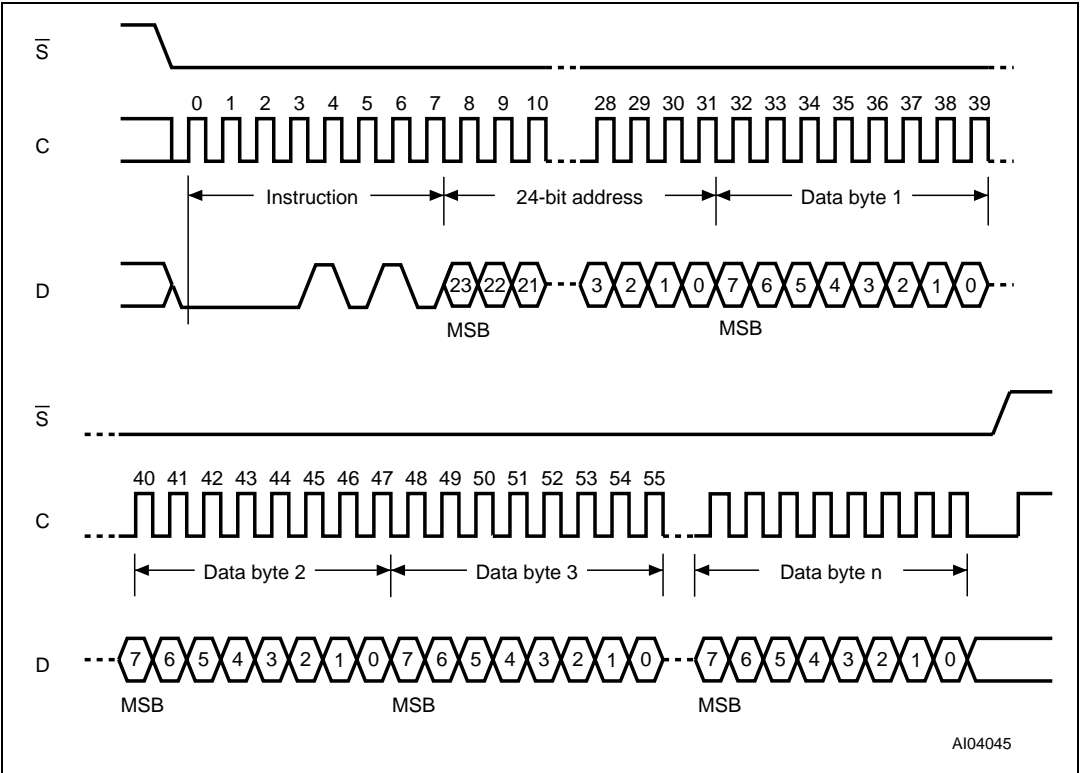 S
0 1 2 3 4 5 6 7 8 9 10 28 29 30 31 32 33 34 35 36 37 38 39
C
Instruction 24-bit address Data byte 1
D 23 22 21 3 2 1 0 7 6 5 4 3 2 1 0
MSB MSB
S
40 41 42 43 44 45 46 47 48 49 50 51 52 53 54 55
C
Data byte 2 Data byte 3 Data byte n
D 7 6 5 4 3 2 1 0 7 6 5 4 3 2 1 0 7 6 5 4 3 2 1 0
MSB MSB MSB
AI04045